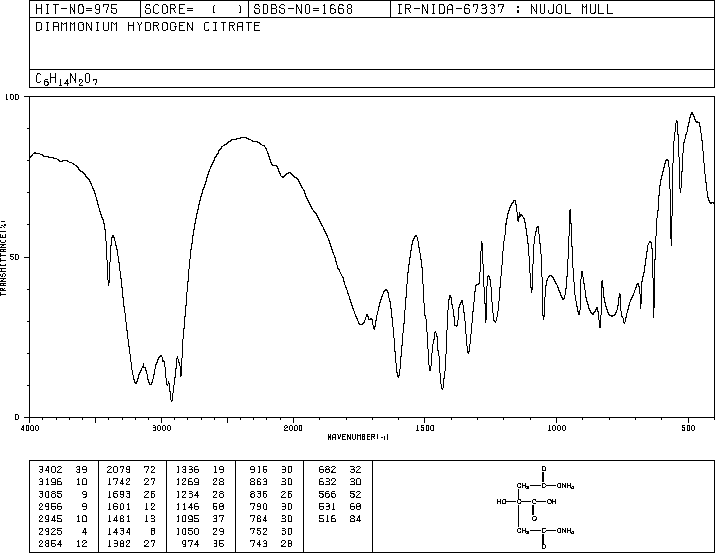 HIT-NO=975 SCORE= ( ) SDBS-NO=1668 IR-NIDA-67337 : NUJOL MULL
DIAMMONIUM HYDROGEN CITRATE
C6H14N2O7
100
50
0
TRANSMITTANCE(%)
4000 3000 2000 1500 1000 500
WAVENUMBER(-1)
3402 39 2079 72 1336 19 916 30 682 32
3196 10 1742 27 1269 28 863 30 632 30
3085 9 1693 26 1234 28 836 26 566 52
2956 9 1601 12 1146 60 790 30 531 68
2945 10 1481 13 1095 37 784 30 516 84
2925 4 1434 8 1050 29 752 30
2854 12 1382 27 974 35 743 28
O
CH2 C ONH4
HO C C OH
O
CH2 C ONH4
O